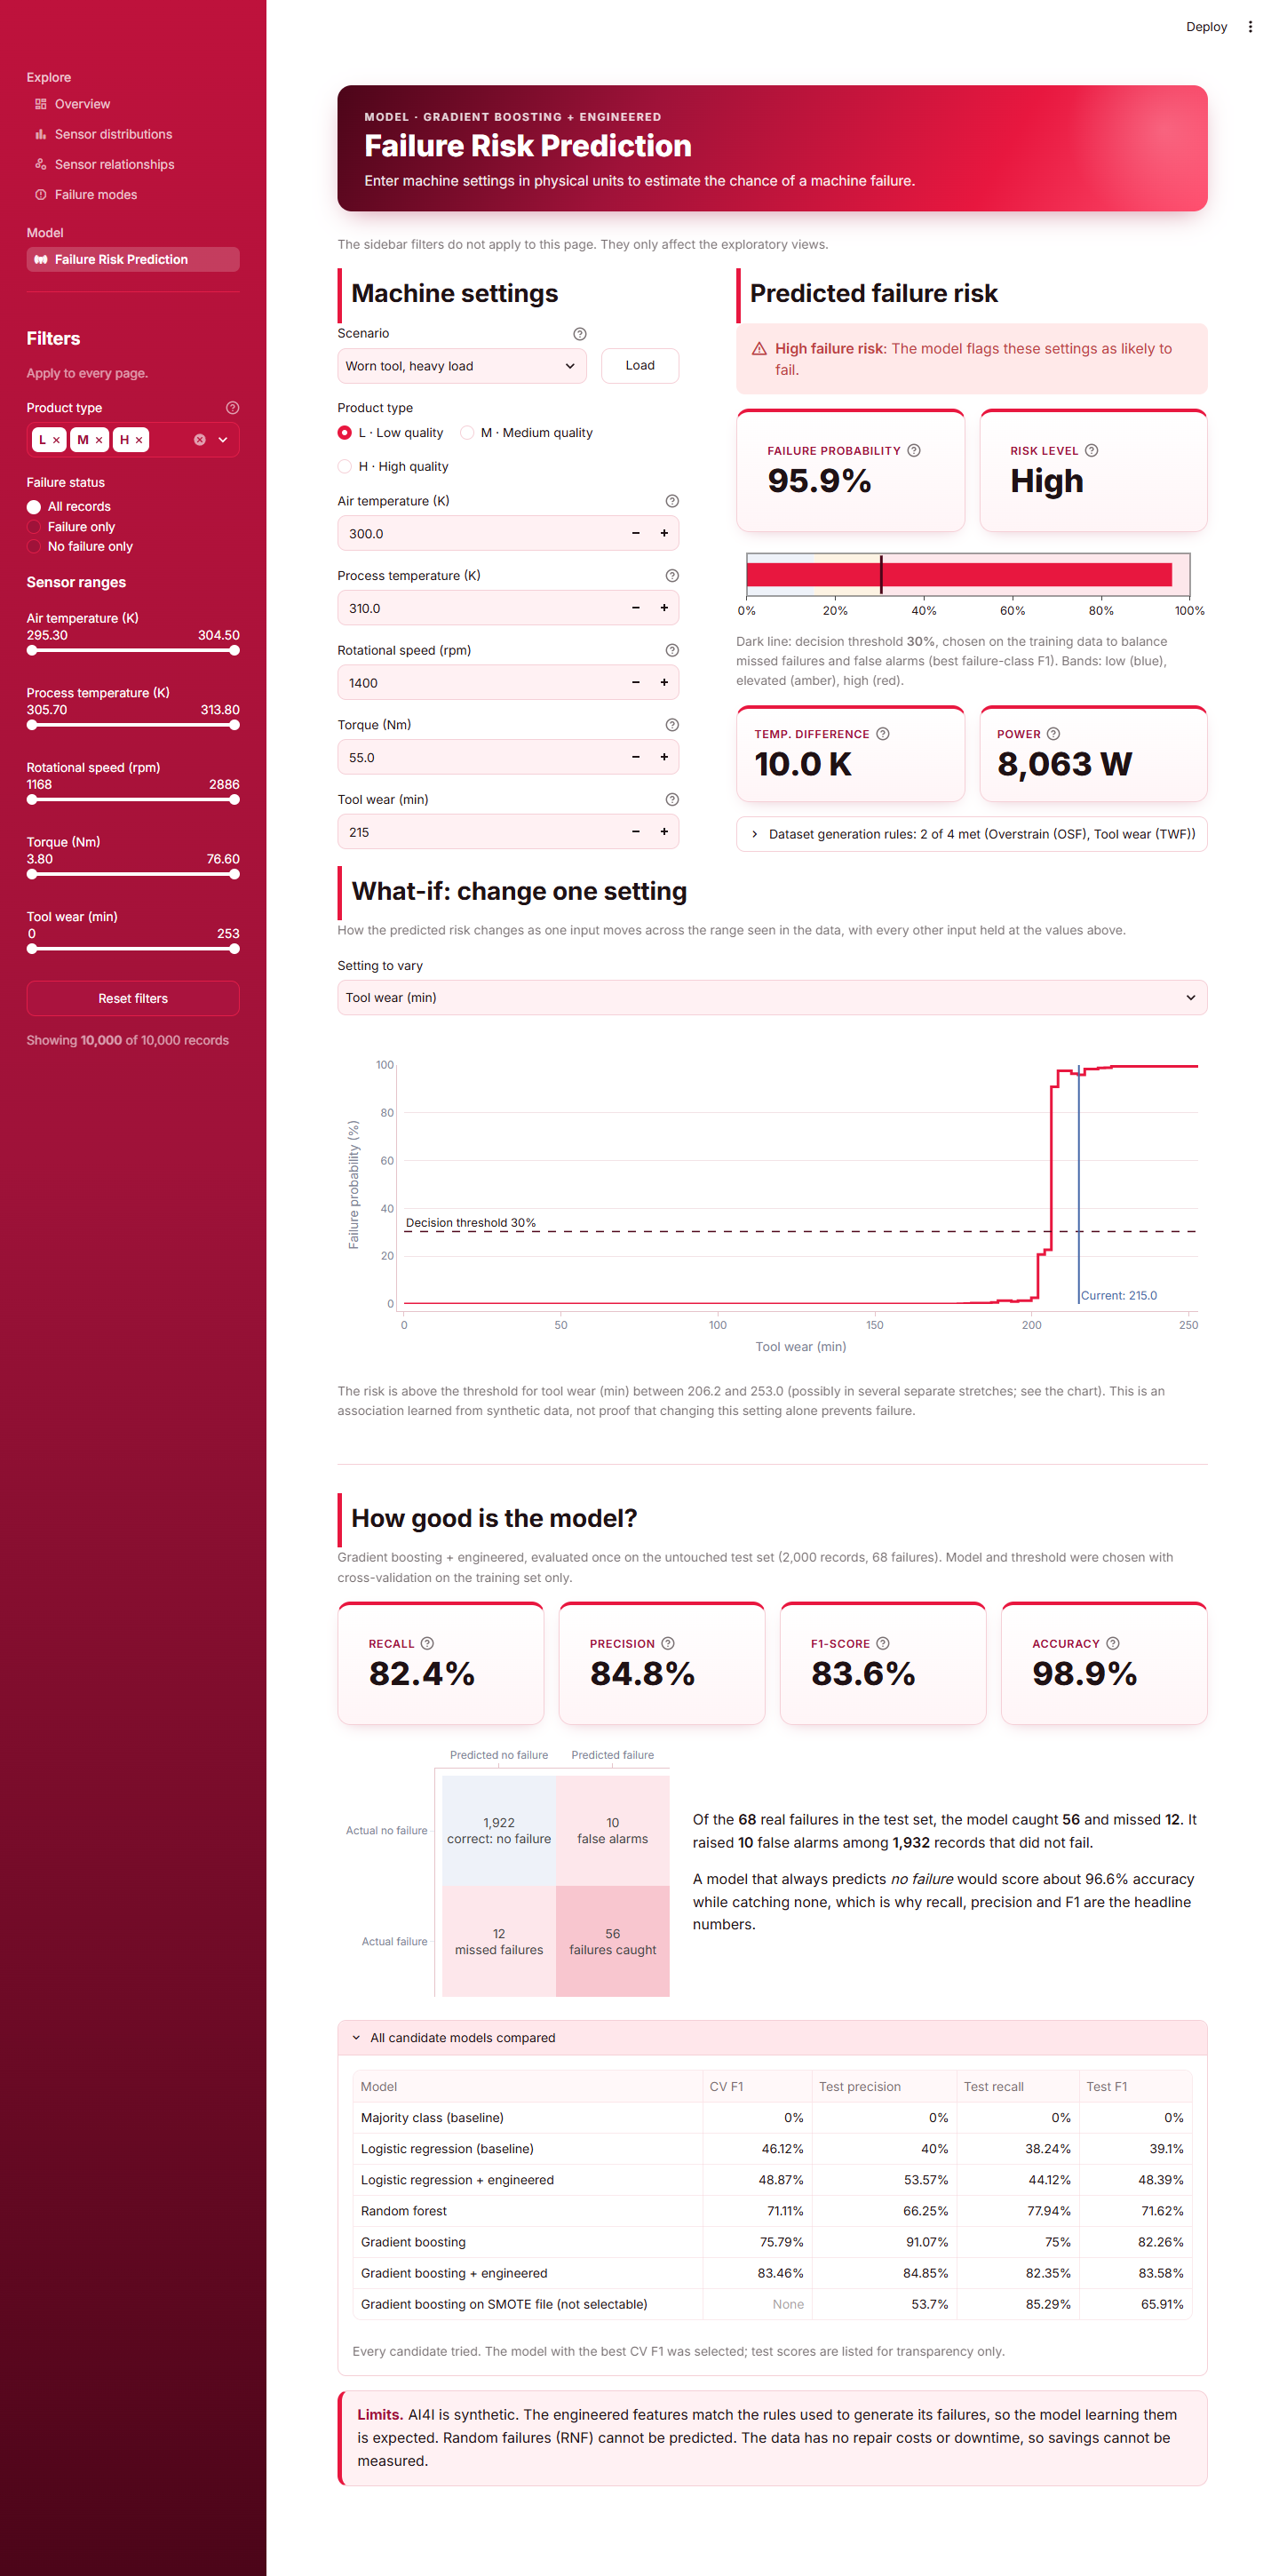 Deploy
Explore
Overview
Sensor distributions
Sensor relationships
Failure modes
Model
Failure Risk Prediction
Filters
Apply to every page.
Product type
L × M × H ×
Failure status
All records
Failure only
No failure only
Sensor ranges
Air temperature (K)
295.30 304.50
Process temperature (K)
305.70 313.80
Rotational speed (rpm)
1168 2886
Torque (Nm)
3.80 76.60
Tool wear (min)
0 253
Reset filters
Showing 10,000 of 10,000 records
MODEL · GRADIENT BOOSTING + ENGINEERED
Failure Risk Prediction
Enter machine settings in physical units to estimate the chance of a machine failure.
The sidebar filters do not apply to this page. They only affect the exploratory views.
Machine settings
Scenario
Worn tool, heavy load
Load
Product type
L · Low quality M · Medium quality
H · High quality
Air temperature (K)
300.0 − +
Process temperature (K)
310.0 − +
Rotational speed (rpm)
1400 − +
Torque (Nm)
55.0 − +
Tool wear (min)
215 − +
Predicted failure risk
High failure risk: The model flags these settings as likely to
fail.
FAILURE PROBABILITY
95.9%
RISK LEVEL
High
0% 20% 40% 60% 80% 100%
Dark line: decision threshold 30%, chosen on the training data to balance
missed failures and false alarms (best failure-class F1). Bands: low (blue),
elevated (amber), high (red).
TEMP. DIFFERENCE
10.0 K
POWER
8,063 W
Dataset generation rules: 2 of 4 met (Overstrain (OSF), Tool wear (TWF))
What-if: change one setting
How the predicted risk changes as one input moves across the range seen in the data, with every other input held at the values above.
Setting to vary
Tool wear (min)
Failure probability (%)
100
80
60
40
20
0
Decision threshold 30%
Current: 215.0
0 50 100 150 200 250
Tool wear (min)
The risk is above the threshold for tool wear (min) between 206.2 and 253.0 (possibly in several separate stretches; see the chart). This is an
association learned from synthetic data, not proof that changing this setting alone prevents failure.
How good is the model?
Gradient boosting + engineered, evaluated once on the untouched test set (2,000 records, 68 failures). Model and threshold were chosen with
cross-validation on the training set only.
RECALL
82.4%
PRECISION
84.8%
F1-SCORE
83.6%
ACCURACY
98.9%
Predicted no failure Predicted failure
Actual no failure
1,922
correct: no failure
10
false alarms
Actual failure
12
missed failures
56
failures caught
Of the 68 real failures in the test set, the model caught 56 and missed 12. It
raised 10 false alarms among 1,932 records that did not fail.
A model that always predicts no failure would score about 96.6% accuracy
while catching none, which is why recall, precision and F1 are the headline
numbers.
All candidate models compared
Model CV F1 Test precision Test recall Test F1
Majority class (baseline) 0% 0% 0% 0%
Logistic regression (baseline) 46.12% 40% 38.24% 39.1%
Logistic regression + engineered 48.87% 53.57% 44.12% 48.39%
Random forest 71.11% 66.25% 77.94% 71.62%
Gradient boosting 75.79% 91.07% 75% 82.26%
Gradient boosting + engineered 83.46% 84.85% 82.35% 83.58%
Gradient boosting on SMOTE file (not selectable) None 53.7% 85.29% 65.91%
Every candidate tried. The model with the best CV F1 was selected; test scores are listed for transparency only.
Limits. AI4I is synthetic. The engineered features match the rules used to generate its failures, so the model learning them
is expected. Random failures (RNF) cannot be predicted. The data has no repair costs or downtime, so savings cannot be
measured.